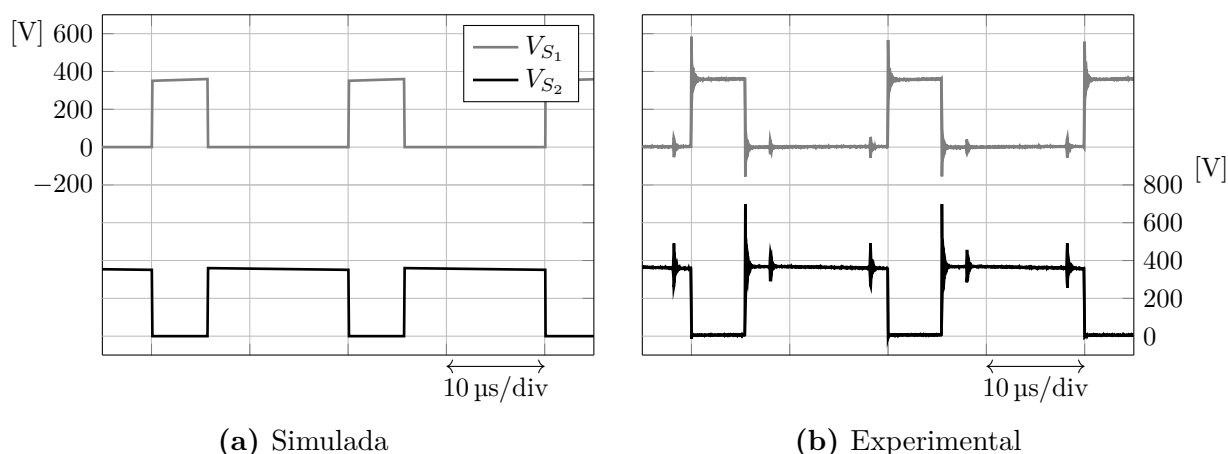 [V]
600
400
200
0
−200
V_{S_1}
V_{S_2}
[V]
800
600
400
200
0
10 µs/div
10 µs/div
(a) Simulada
(b) Experimental